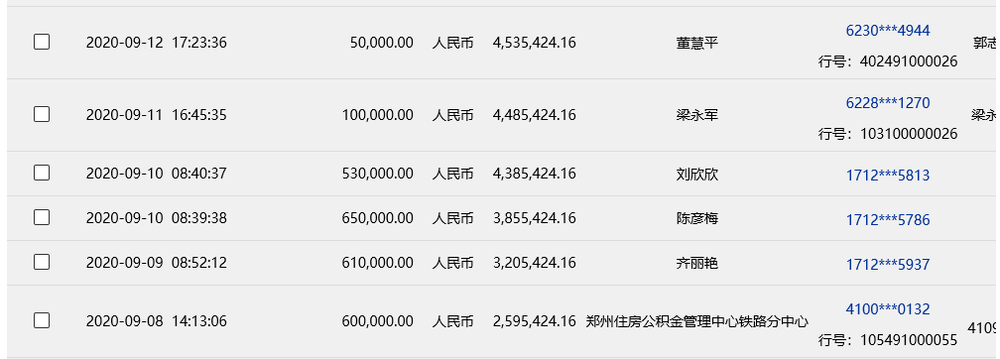 2020-09-12 17:23:36 50,000.00 人民币 4,535,424.16 董慧平 6230***4944 郭志
行号：402491000026
2020-09-11 16:45:35 100,000.00 人民币 4,485,424.16 梁永军 6228***1270 梁永
行号：103100000026
2020-09-10 08:40:37 530,000.00 人民币 4,385,424.16 刘欣欣 1712***5813
2020-09-10 08:39:38 650,000.00 人民币 3,855,424.16 陈彦梅 1712***5786
2020-09-09 08:52:12 610,000.00 人民币 3,205,424.16 齐丽艳 1712***5937
2020-09-08 14:13:06 600,000.00 人民币 2,595,424.16 郑州住房公积金管理中心铁路分中心 4100***0132 4109
行号：105491000055